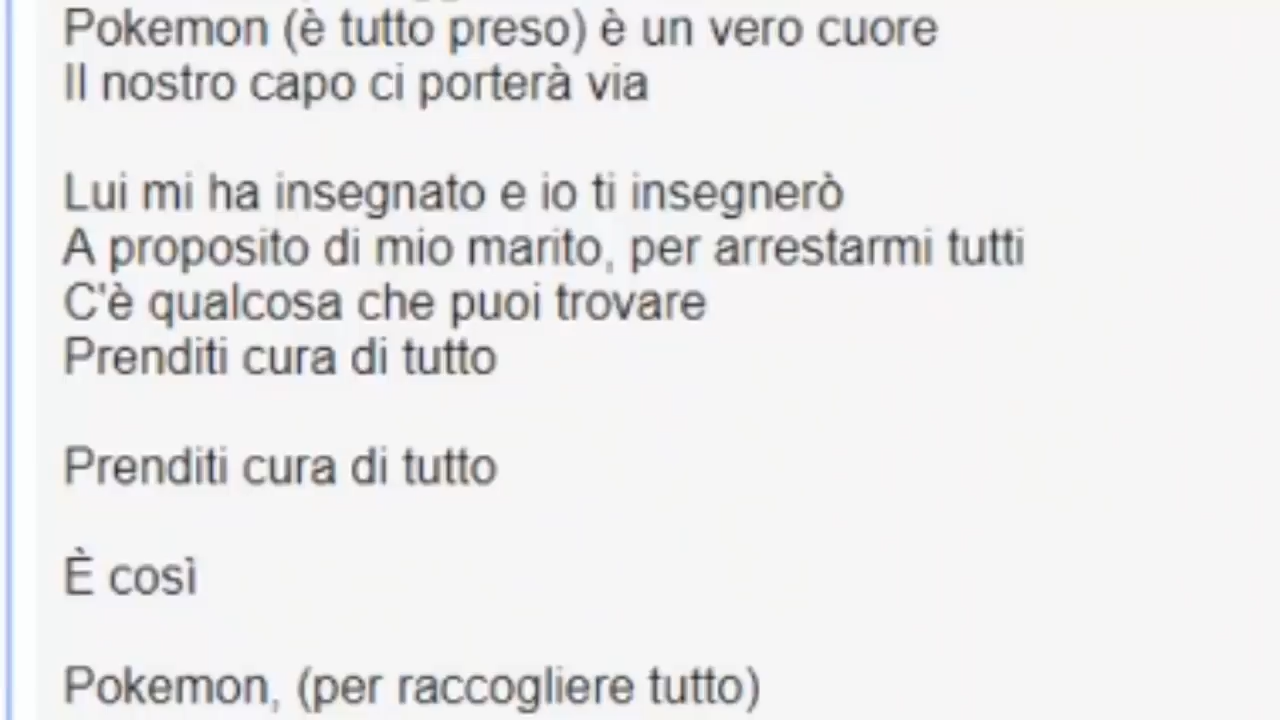 Pokemon (è tutto preso) è un vero cuore
Il nostro capo ci porterà via
Lui mi ha insegnato e io ti insegnerò
A proposito di mio marito, per arrestarmi tutti
C'è qualcosa che puoi trovare
Prenditi cura di tutto
Prenditi cura di tutto
È così
Pokemon, (per raccogliere tutto)